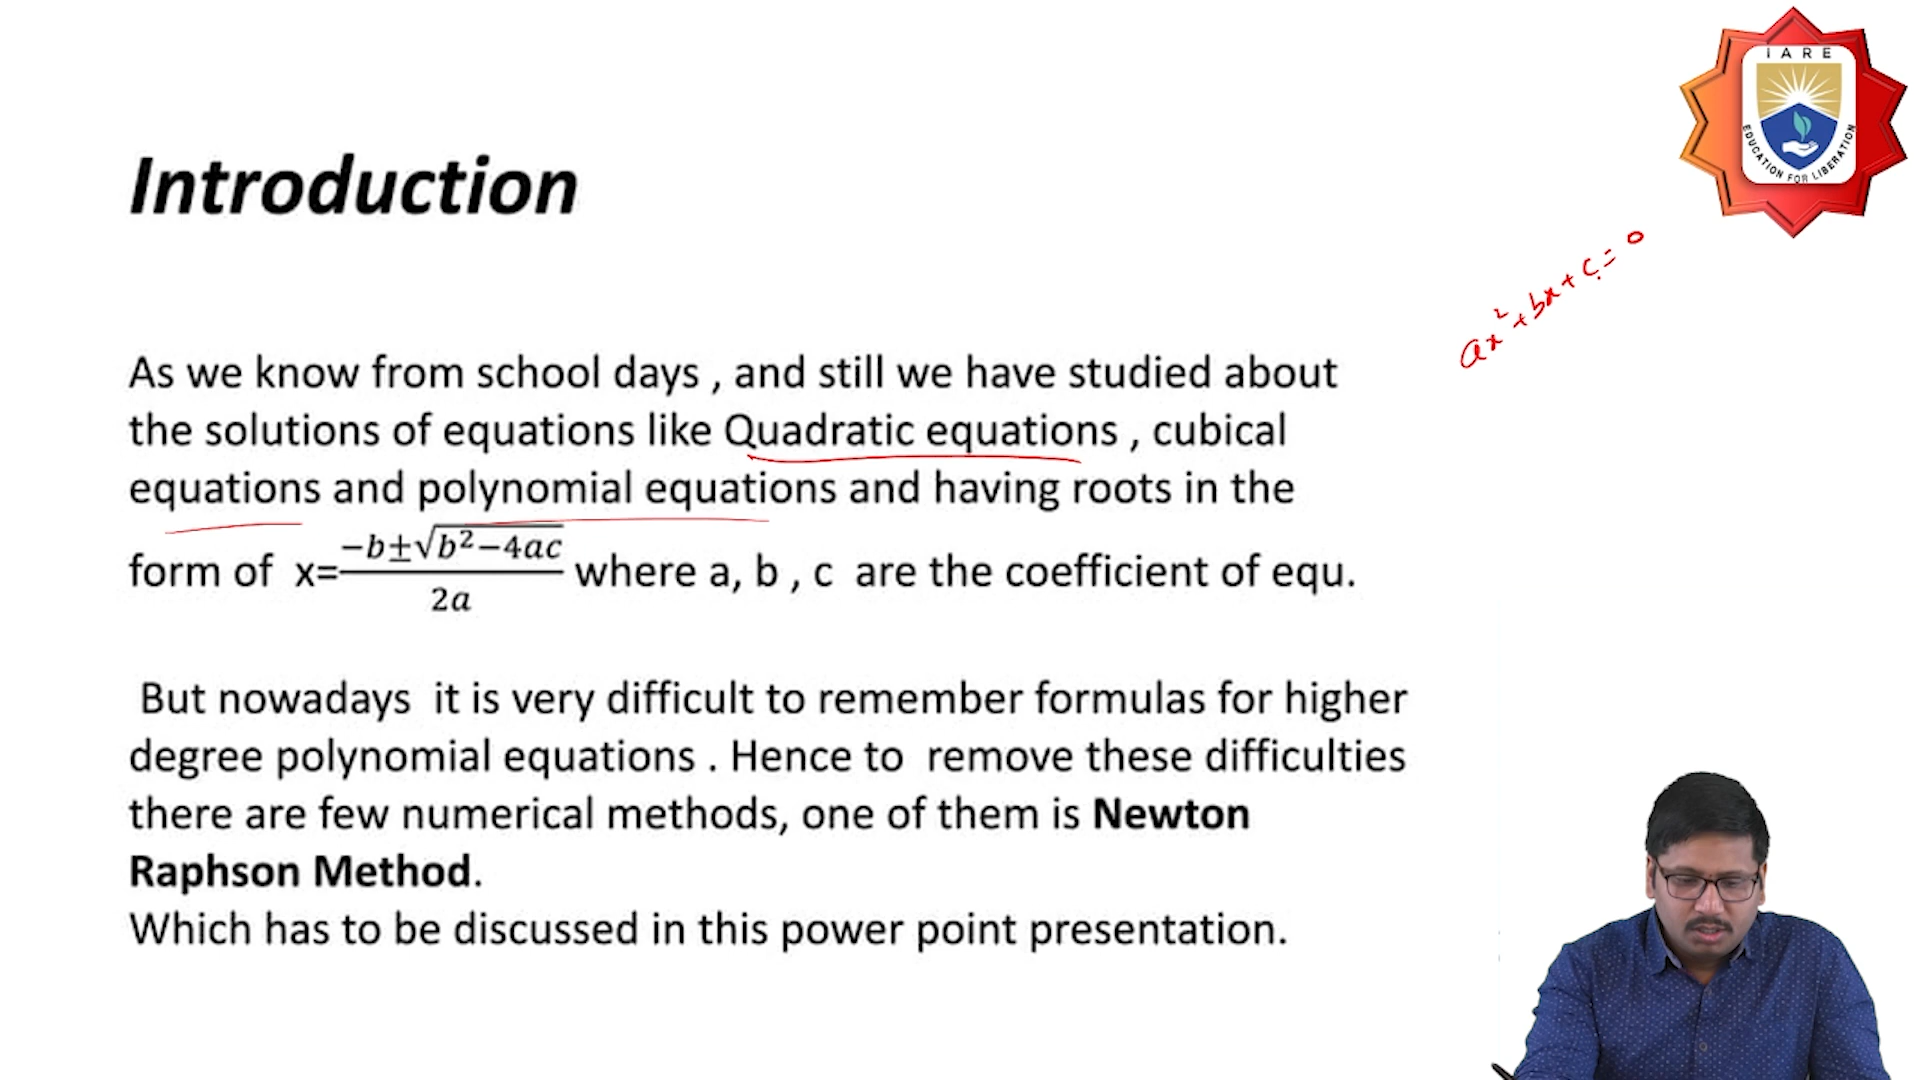 IARE
EDUCATION FOR LIBERATION
Introduction
ax²+bx+c=0
As we know from school days , and still we have studied about
the solutions of equations like Quadratic equations , cubical
equations and polynomial equations and having roots in the
form of x=\frac{−b±√(b²−4ac)}{2a} where a, b , c are the coefficient of equ.
But nowadays it is very difficult to remember formulas for higher
degree polynomial equations . Hence to remove these difficulties
there are few numerical methods, one of them is Newton
Raphson Method.
Which has to be discussed in this power point presentation.